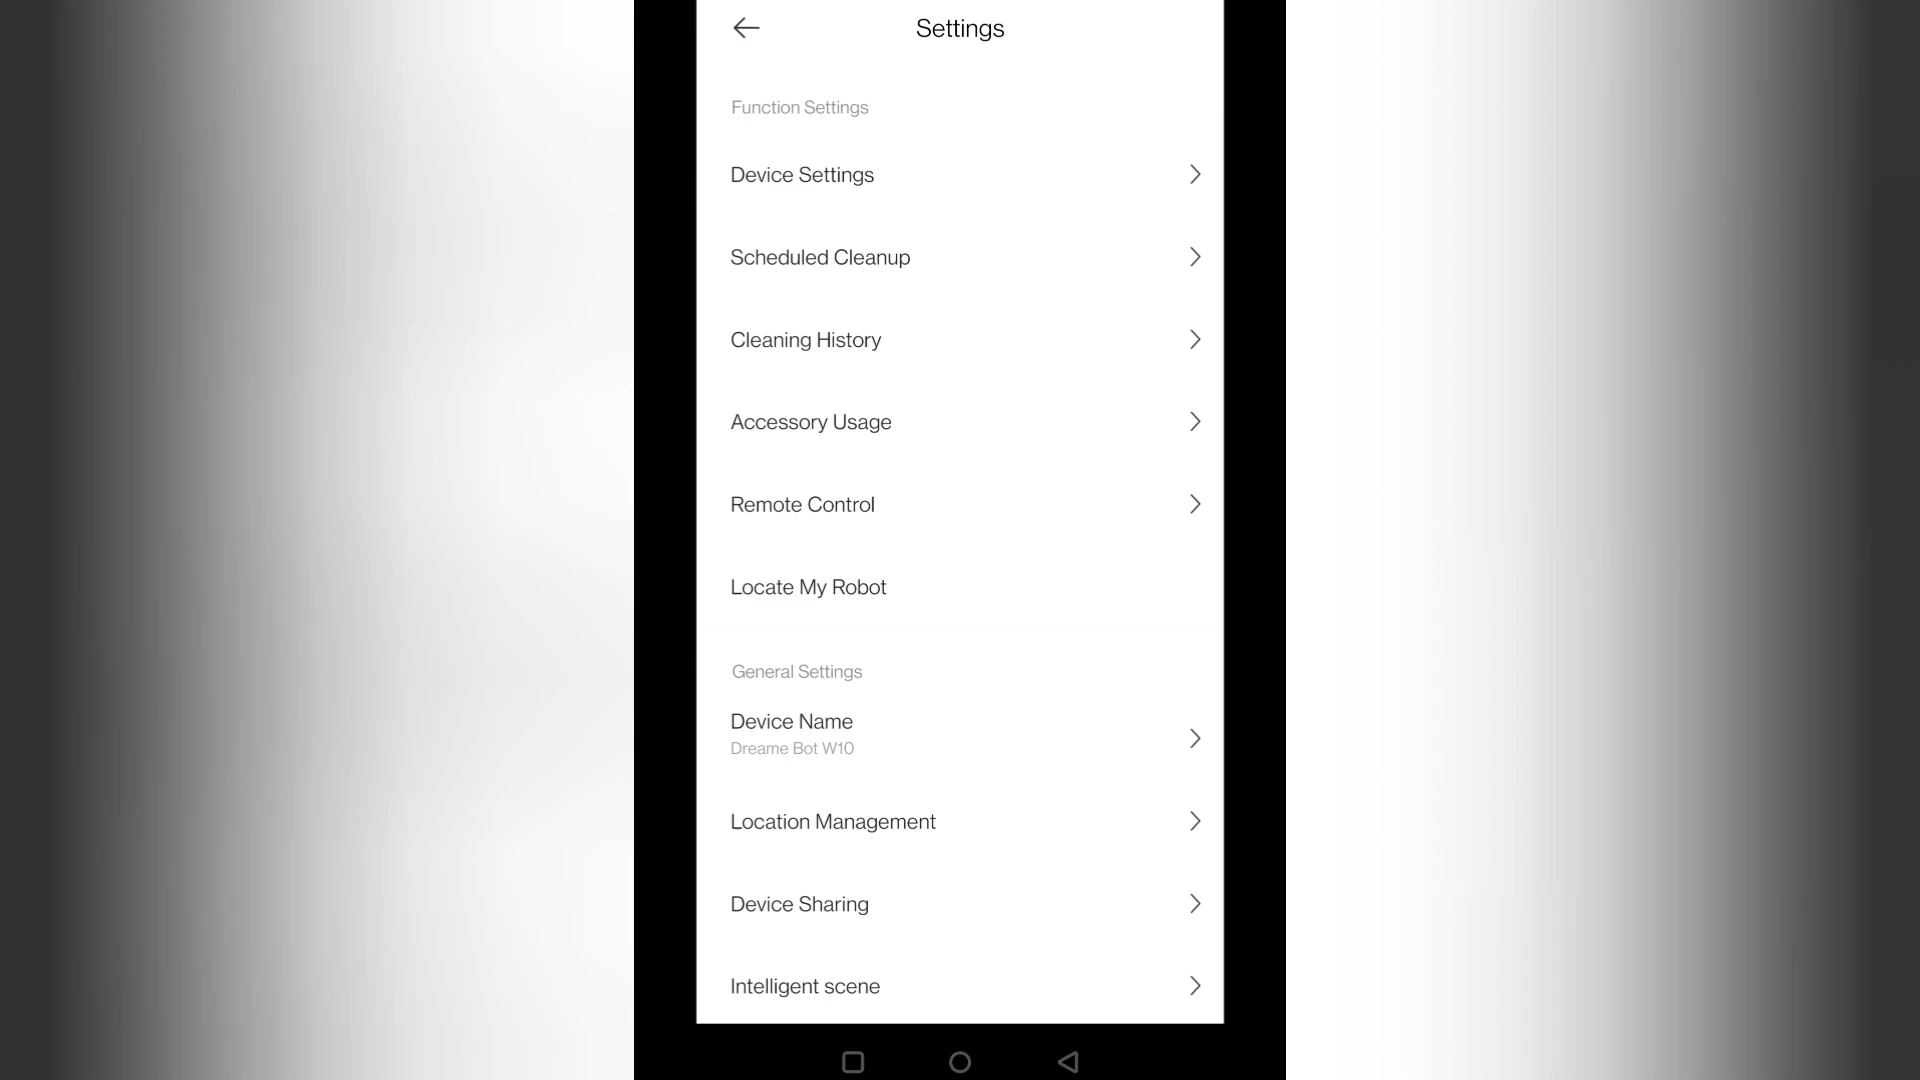 Settings
Function Settings
Device Settings
Scheduled Cleanup
Cleaning History
Accessory Usage
Remote Control
Locate My Robot
General Settings
Device Name
Dreame Bot W10
Location Management
Device Sharing
Intelligent scene